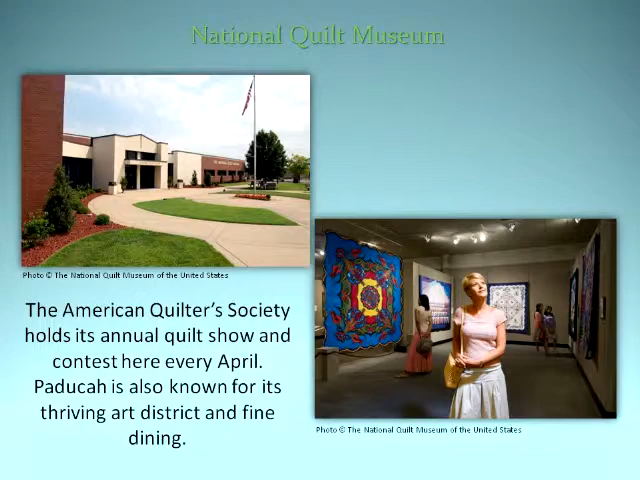 National Quilt Museum
Photo © The National Quilt Museum of the United States
The American Quilter's Society
holds its annual quilt show and
contest here every April.
Paducah is also known for its
thriving art district and fine
dining.
Photo © The National Quilt Museum of the United States